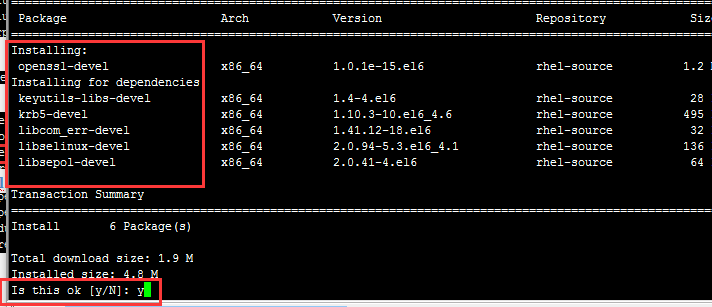 Package Arch Version Repository
Installing:
openssl-devel x86_64 1.0.1e-15.el6 rhel-source 1.2
Installing for dependencies
keyutils-libs-devel x86_64 1.4-4.el6 rhel-source 28
krb5-devel x86_64 1.10.3-10.el6_4.6 rhel-source 495
libcom_err-devel x86_64 1.41.12-18.el6 rhel-source 32
libselinux-devel x86_64 2.0.94-5.3.el6_4.1 rhel-source 136
libsepol-devel x86_64 2.0.41-4.el6 rhel-source 64
Transaction Summary
Install 6 Package(s)
Total download size: 1.9 M
Installed size: 4.8 M
Is this ok [y/N]: y